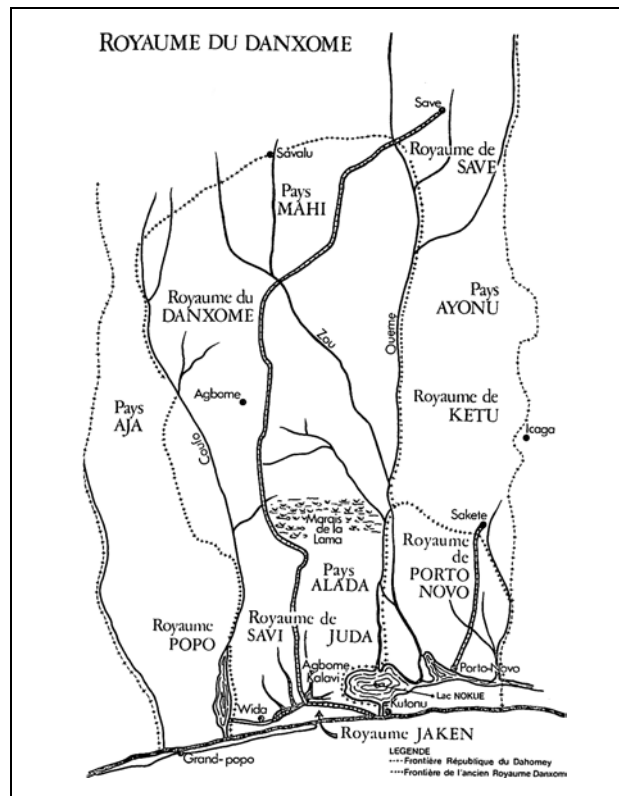 ROYAUME DU DANXOME
Save
Royaume de
SAVE
Sávalu
Pays
MAHI
Royaume du
DANXOME
Pays
AYONU
Zou
Ouémé
Agbome
Royaume de
KETU
Pays
AJA
Coufo
Icaga
Marais
de la
Lama
Sakete
Royaume
de
PORTO
NOVO
Pays
ALADA
Royaume
POPO
Royaume de
SAVI
JUDA
Agbome
Kalavi
Porto-Novo
Lac NOKUE
Wida
Kutonu
Royaume JAKEN
Grand-popo
LEGENDE
Frontière République du Dahomey
Frontière de l'ancien Royaume Danxome